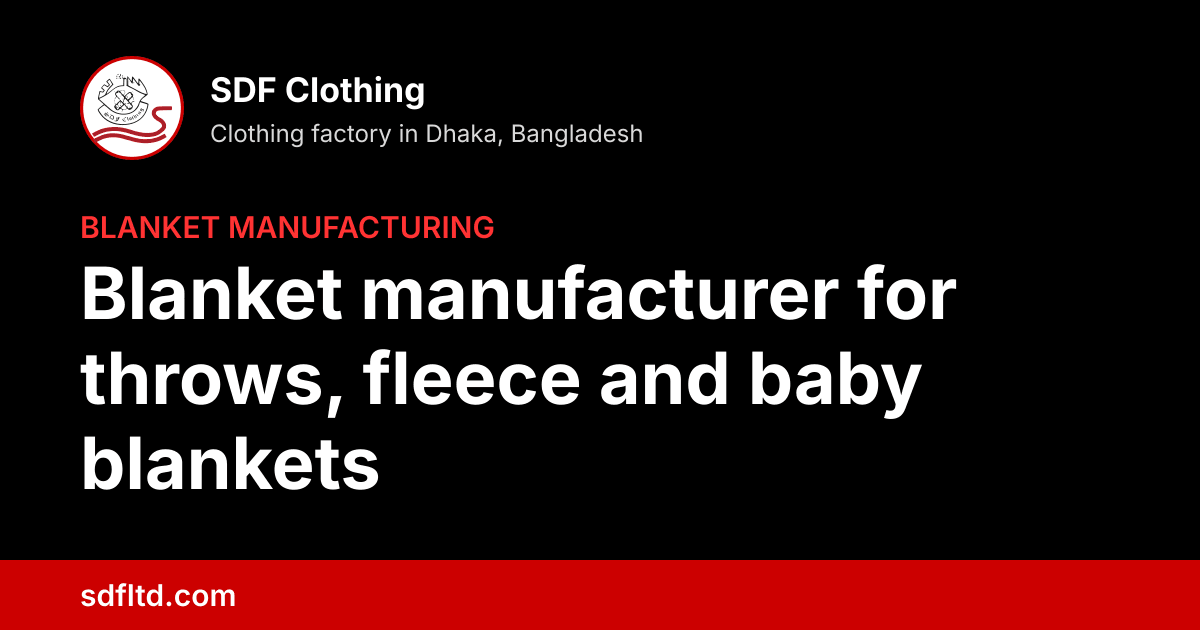 SDF Clothing
Clothing factory in Dhaka, Bangladesh
BLANKET MANUFACTURING
Blanket manufacturer for
throws, fleece and baby
blankets
sdfltd.com